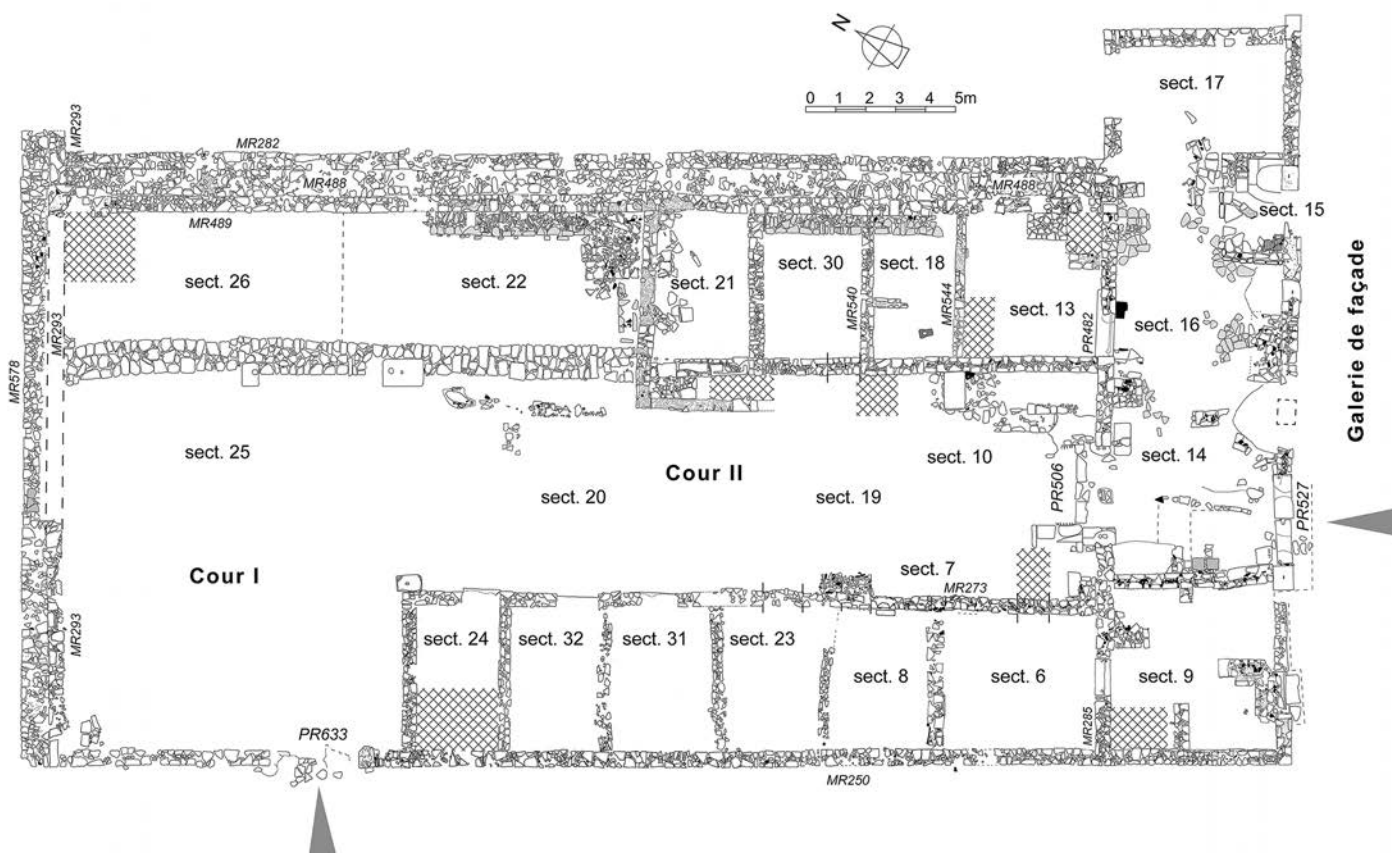 N
0 1 2 3 4 5m
sect. 17
MR293
MR282
MR488
MR488
sect. 15
MR489
sect. 26
sect. 22
sect. 21
sect. 30
sect. 18
sect. 13
MR540
MR544
PR482
sect. 16
MR293
MR578
Galerie de façade
sect. 25
sect. 20
Cour II
sect. 19
sect. 10
sect. 14
PR506
PR527
Cour I
sect. 7
MR273
MR293
sect. 24
sect. 32
sect. 31
sect. 23
sect. 8
sect. 6
sect. 9
MR285
PR633
MR250